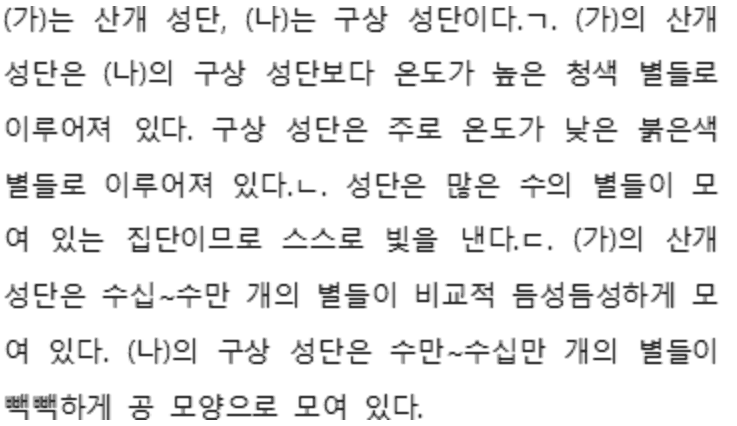 (가)는 산개 성단, (나)는 구상 성단이다.ㄱ. (가)의 산개
성단은 (나)의 구상 성단보다 온도가 높은 청색 별들로
이루어져 있다. 구상 성단은 주로 온도가 낮은 붉은색
별들로 이루어져 있다.ㄴ. 성단은 많은 수의 별들이 모
여 있는 집단이므로 스스로 빛을 낸다.ㄷ. (가)의 산개
성단은 수십~수만 개의 별들이 비교적 듬성듬성하게 모
여 있다. (나)의 구상 성단은 수만~수십만 개의 별들이
빽빽하게 공 모양으로 모여 있다.